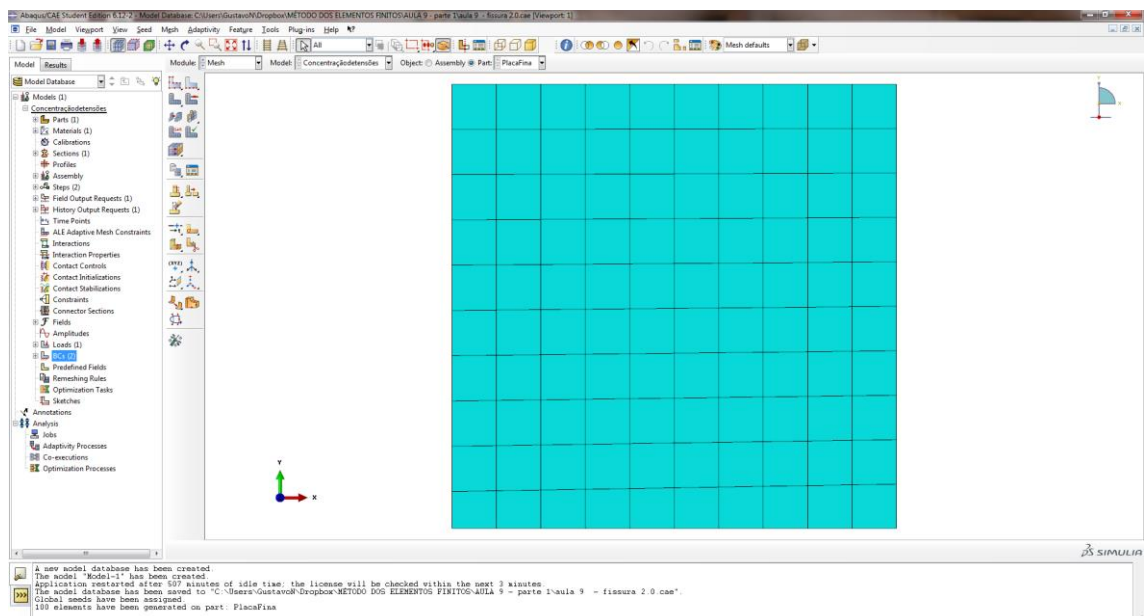 Abaqus/CAE Student Edition 6.12-2 - Model Database: C:\Users\GustavoN\Dropbox\MÉTODO DOS ELEMENTOS FINITOS\AULA 9 - parte 1\aula 9 - fissura 2.0.cae [Viewport: 1]
File Model Viewport View Seed Mesh Adaptivity Feature Tools Plug-ins Help
All Mesh defaults
Model Results Module: Mesh Model: Concentraçãodetensões Object: Assembly Part: PlacaFina
Model Database
Models (1)
Concentraçãodetensões
Parts (1)
Materials (1)
Calibrations
Sections (1)
Profiles
Assembly
Steps (2)
Field Output Requests (1)
History Output Requests (1)
Time Points
ALE Adaptive Mesh Constraints
Interactions
Interaction Properties
Contact Controls
Contact Initializations
Contact Stabilizations
Constraints
Connector Sections
Fields
Amplitudes
Loads (1)
BCs (2)
Predefined Fields
Remeshing Rules
Optimization Tasks
Sketches
Annotations
Analysis
Jobs
Adaptivity Processes
Co-executions
Optimization Processes
Y
X
SIMULIA
A new model database has been created.
The model "Model-1" has been created.
Application restarted after 507 minutes of idle time; the license will be checked within the next 3 minutes.
The model database has been saved to "C:\Users\GustavoN\Dropbox\MÉTODO DOS ELEMENTOS FINITOS\AULA 9 - parte 1\aula 9 - fissura 2.0 cae".
Global seeds have been assigned.
100 elements have been generated on part: PlacaFina